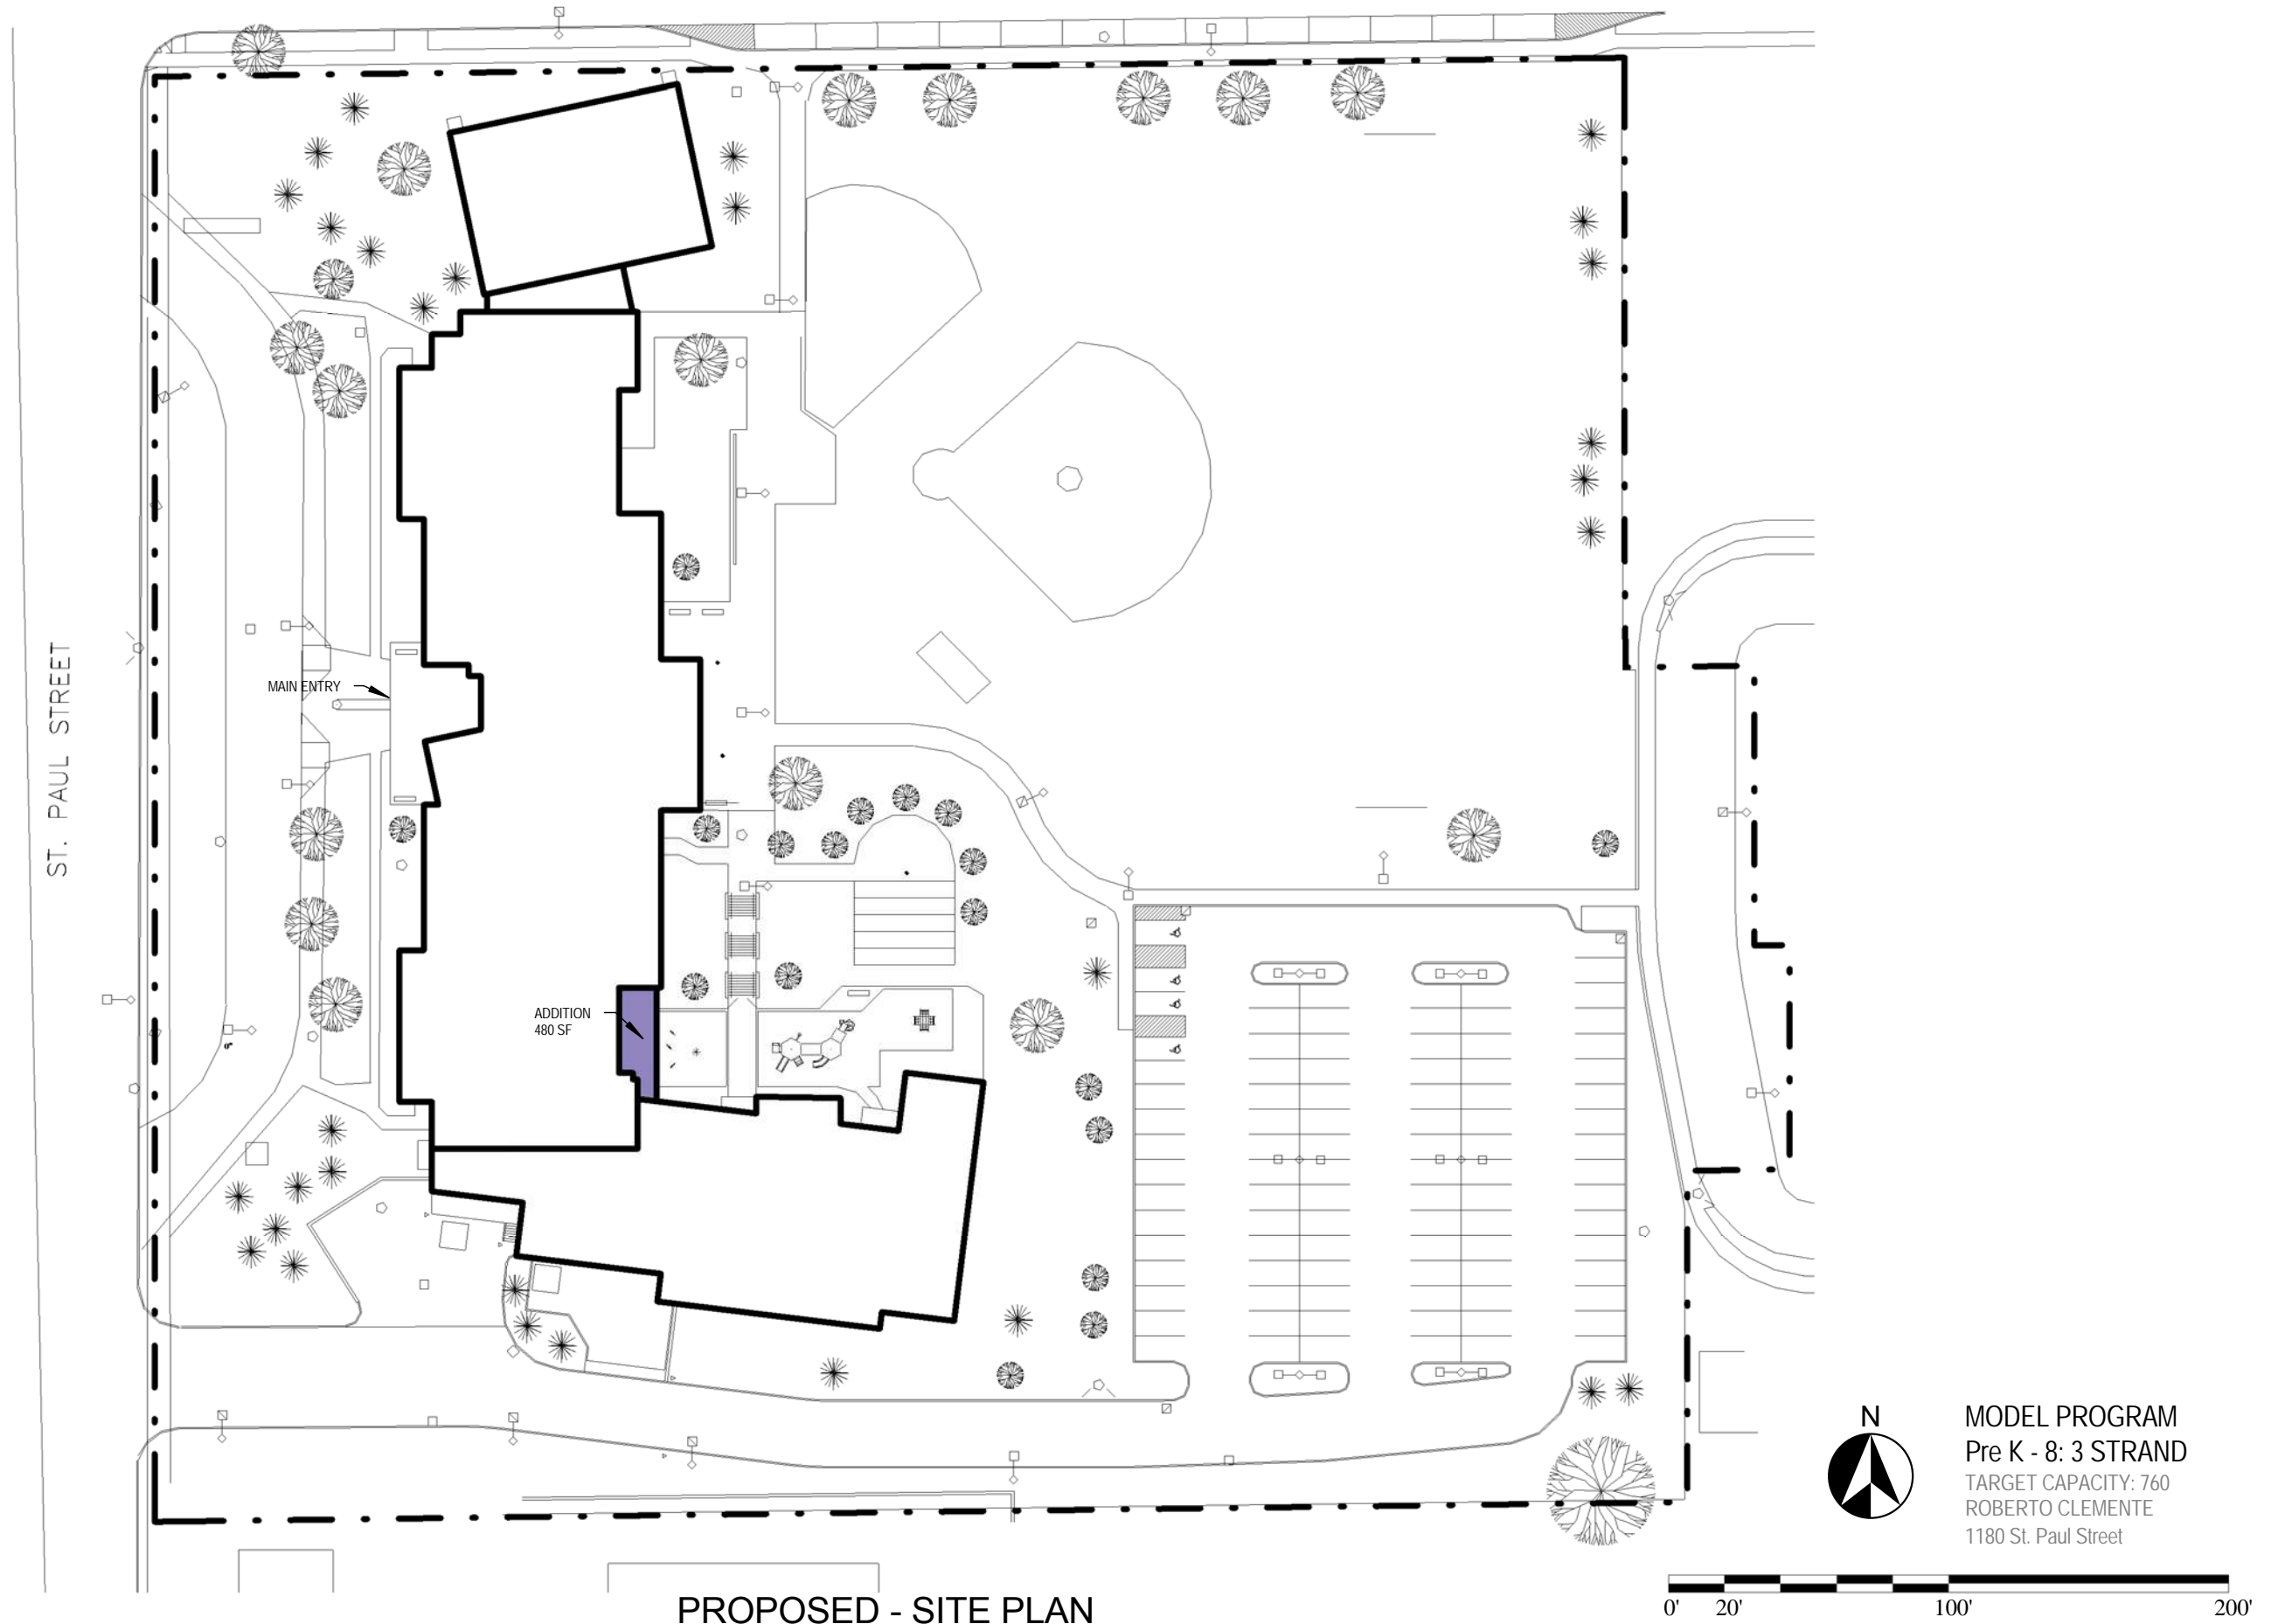 ST. PAUL STREET
MAIN ENTRY
ADDITION
480 SF
N
MODEL PROGRAM
Pre K - 8: 3 STRAND
TARGET CAPACITY: 760
ROBERTO CLEMENTE
1180 St. Paul Street
0' 20' 100' 200'
PROPOSED - SITE PLAN